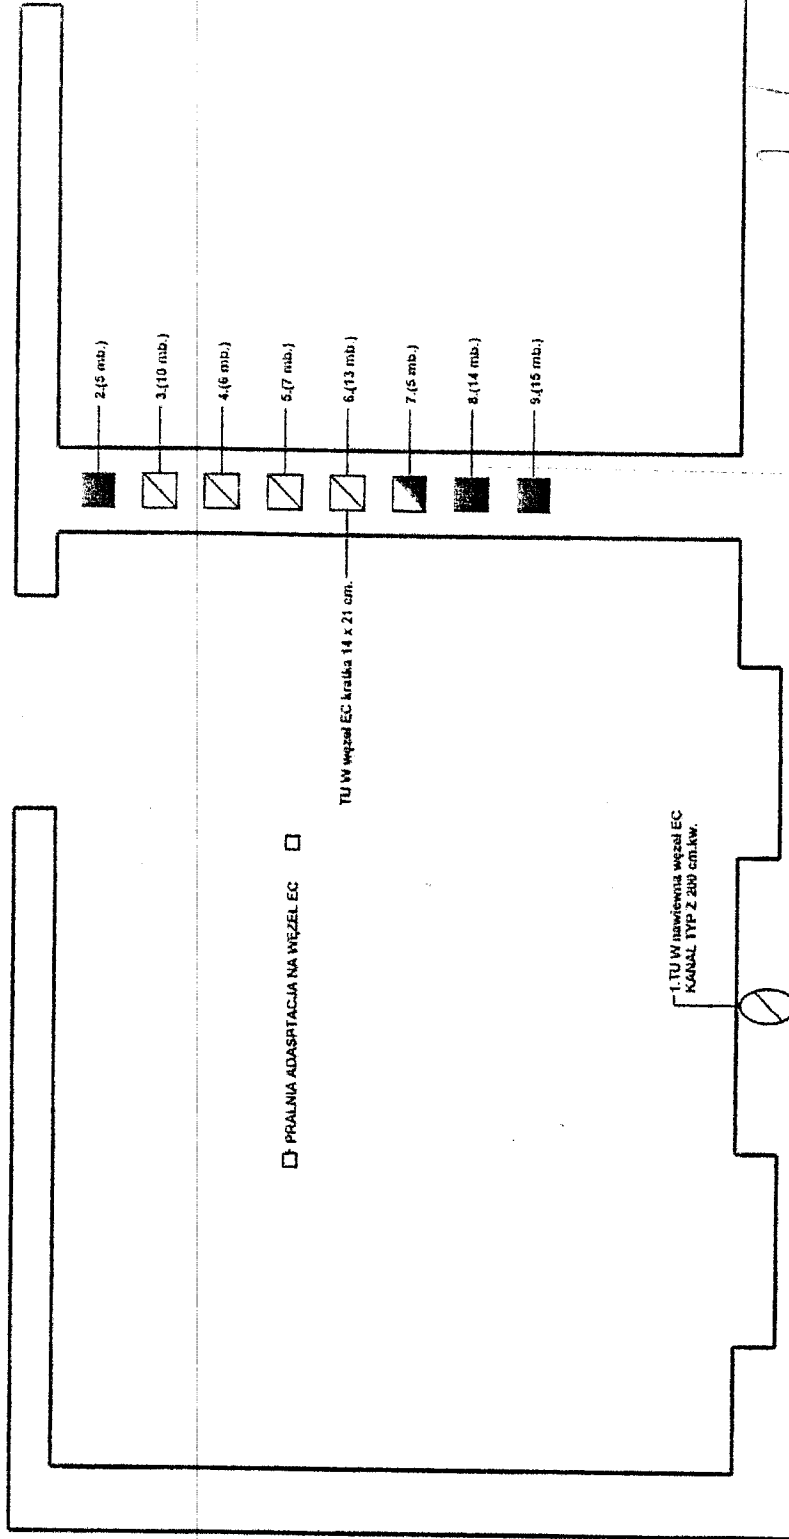 2.(5 mb.)
3.(10 mb.)
4.(6 mb.)
5.(7 mb.)
6.(13 mb.)
7.(5 mb.)
8.(14 mb.)
9.(15 mb.)
TU W węzeł EC kratka 14 x 21 cm.
PRALNIA ADASPTACJA NA WĘZEŁ EC
1.TU W nawiewna węzeł EC
KANAŁ TYP Z 200 cm.kw.